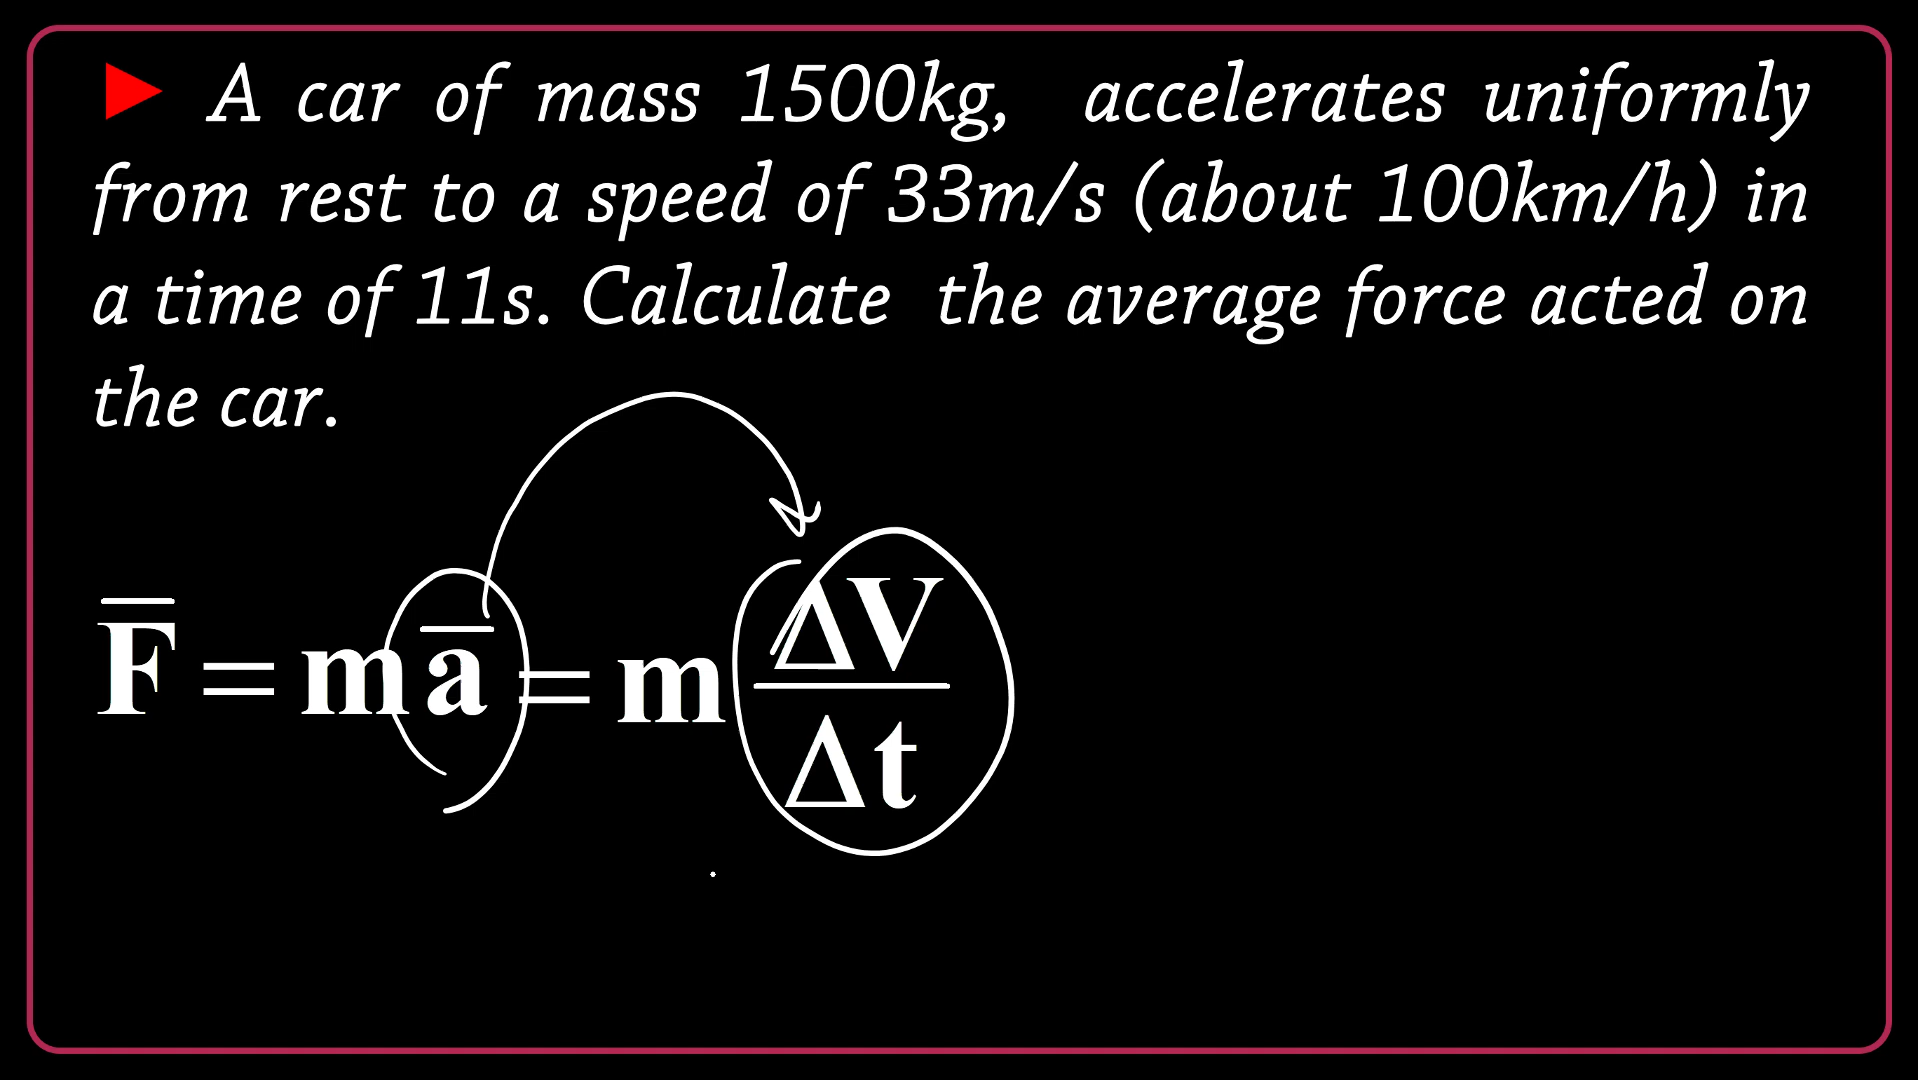 ► A car of mass 1500kg, accelerates uniformly
from rest to a speed of 33m/s (about 100km/h) in
a time of 11s. Calculate the average force acted on
the car.
F̅ = m a̅ = m ΔV/Δt